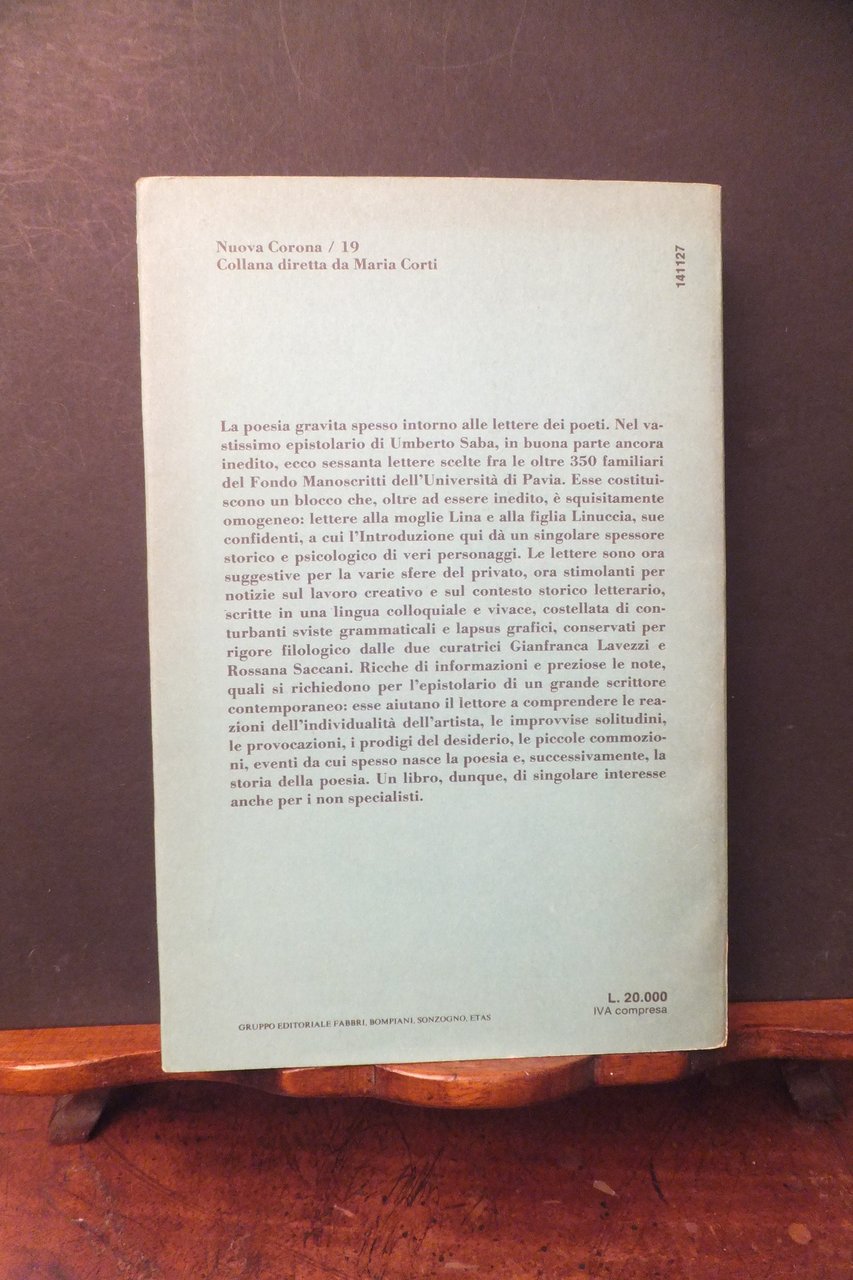 Nuova Corona / 19
Collana diretta da Maria Corti
141127
La poesia gravita spesso intorno alle lettere dei poeti. Nel va-
stissimo epistolario di Umberto Saba, in buona parte ancora
inedito, ecco sessanta lettere scelte fra le oltre 350 familiari
del Fondo Manoscritti dell'Università di Pavia. Esse costitui-
scono un blocco che, oltre ad essere inedito, è squisitamente
omogeneo: lettere alla moglie Lina e alla figlia Linuccia, sue
confidenti, a cui l'Introduzione qui dà un singolare spessore
storico e psicologico di veri personaggi. Le lettere sono ora
suggestive per la varie sfere del privato, ora stimolanti per
notizie sul lavoro creativo e sul contesto storico letterario,
scritte in una lingua colloquiale e vivace, costellata di con-
turbanti sviste grammaticali e lapsus grafici, conservati per
rigore filologico dalle due curatrici Gianfranca Lavezzi e
Rossana Saccani. Ricche di informazioni e preziose le note,
quali si richiedono per l'epistolario di un grande scrittore
contemporaneo: esse aiutano il lettore a comprendere le rea-
zioni dell'individualità dell'artista, le improvvise solitudini,
le provocazioni, i prodigi del desiderio, le piccole commozio-
ni, eventi da cui spesso nasce la poesia e, successivamente, la
storia della poesia. Un libro, dunque, di singolare interesse
anche per i non specialisti.
L. 20.000
IVA compresa
GRUPPO EDITORIALE FABBRI, BOMPIANI, SONZOGNO, ETAS